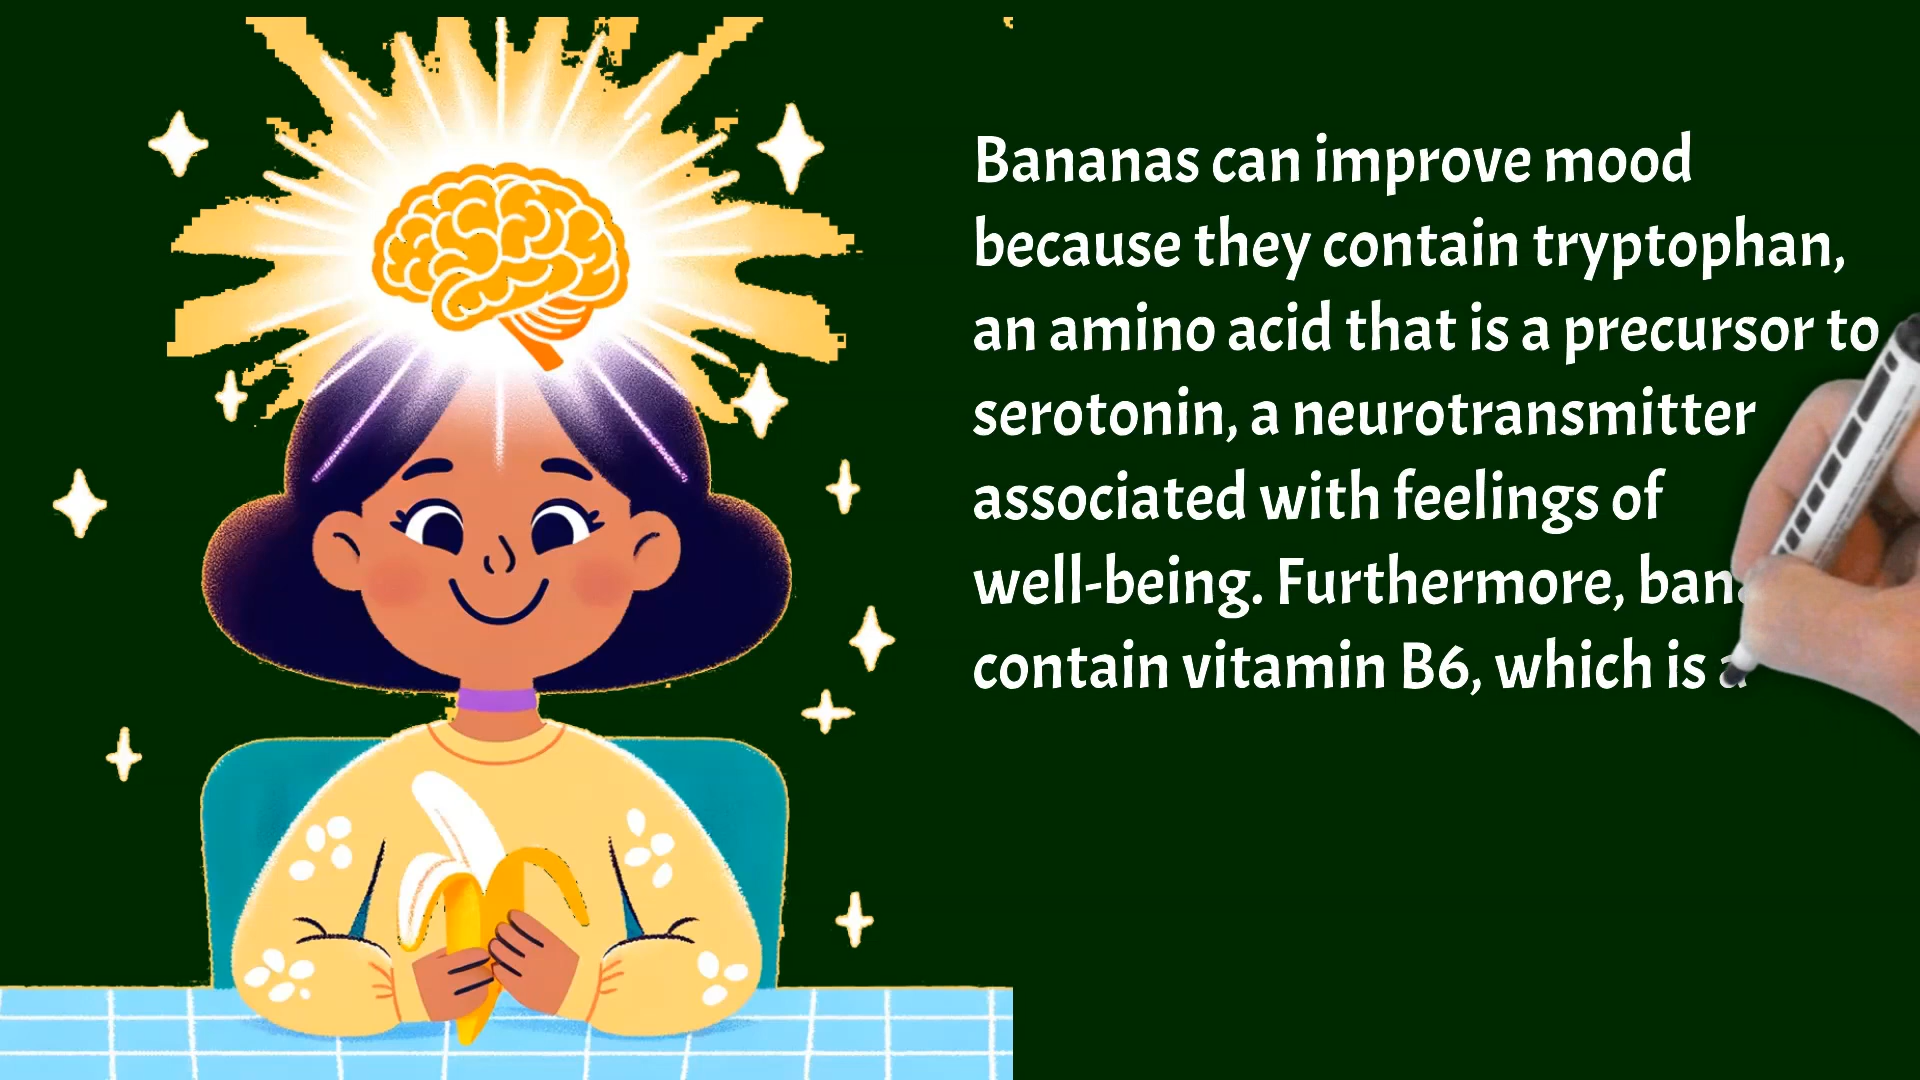 Bananas can improve mood
because they contain tryptophan,
an amino acid that is a precursor to
serotonin, a neurotransmitter
associated with feelings of
well-being. Furthermore,
contain vitamin B6, which is